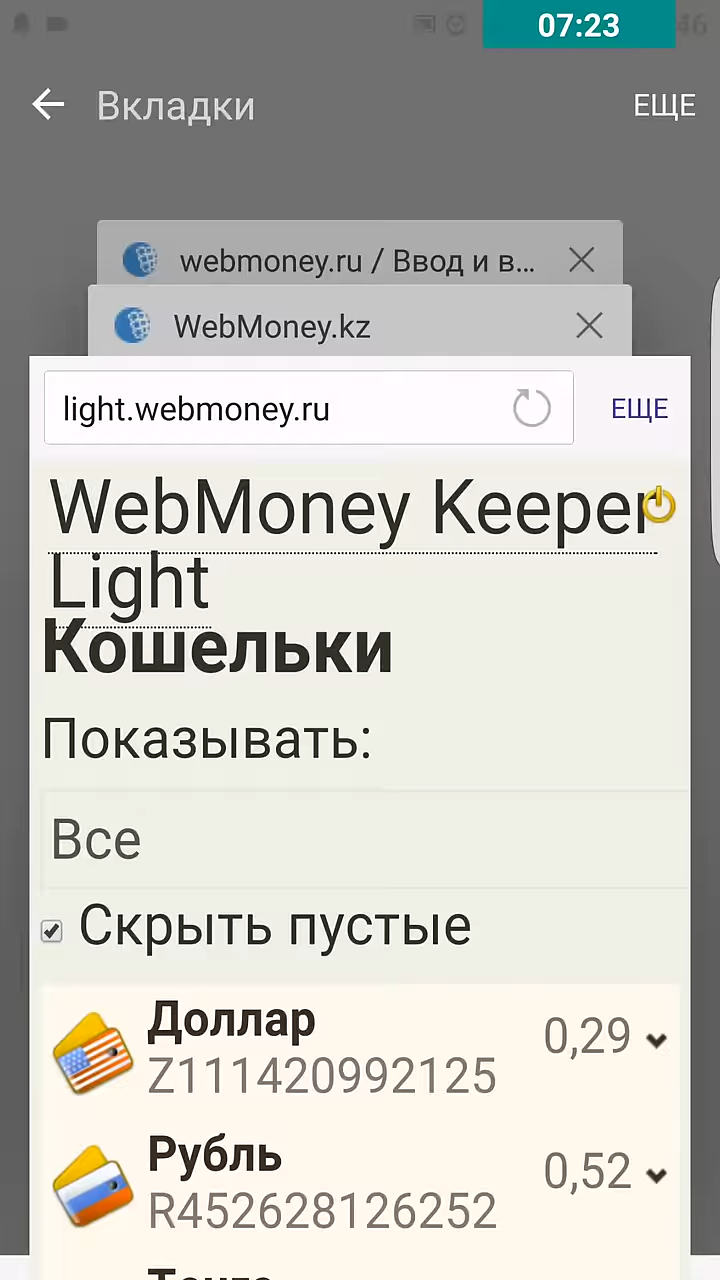 07:23
46
Вкладки
ЕЩЕ
webmoney.ru / Ввод и в...
WebMoney.kz
light.webmoney.ru
ЕЩЕ
WebMoney Keeper
Light
Кошельки
Показывать:
Все
Скрыть пустые
Доллар
0,29
Z111420992125
Рубль
0,52
R452628126252